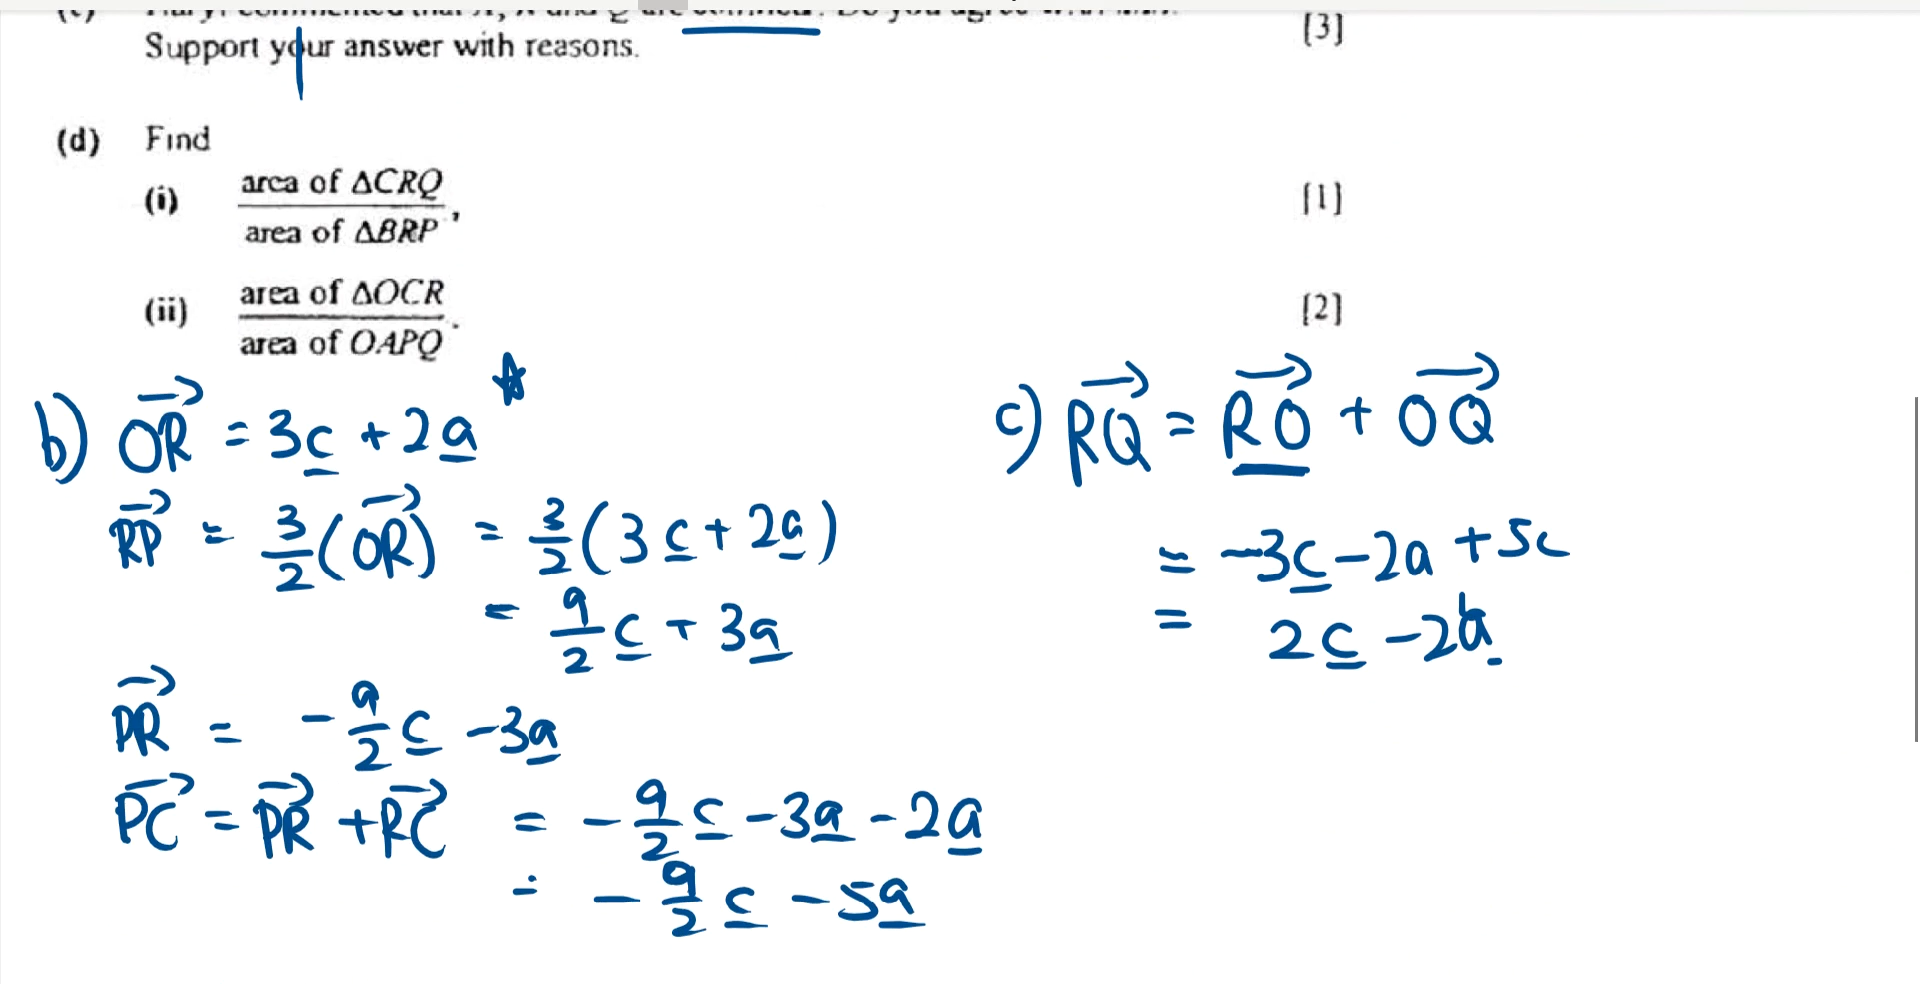 Support your answer with reasons.
[3]
(d) Find
(i) area of ΔCRQ / area of ΔBRP ,
[1]
(ii) area of ΔOCR / area of OAPQ .
[2]
b) OR→ = 3c + 2a ☆
RP→ = 3/2 (OR→) = 3/2 (3c + 2a)
= 9/2 c + 3a
PR→ = - 9/2 c - 3a
PC→ = PR→ + RC→ = - 9/2 c - 3a - 2a
= - 9/2 c - 5a
c) RQ→ = RO→ + OQ→
= -3c - 2a + 5c
= 2c - 2a